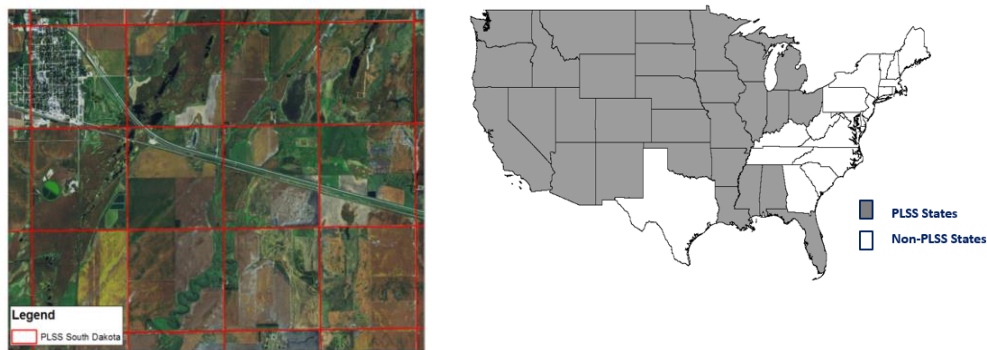 Legend
PLSS South Dakota
PLSS States
Non-PLSS States